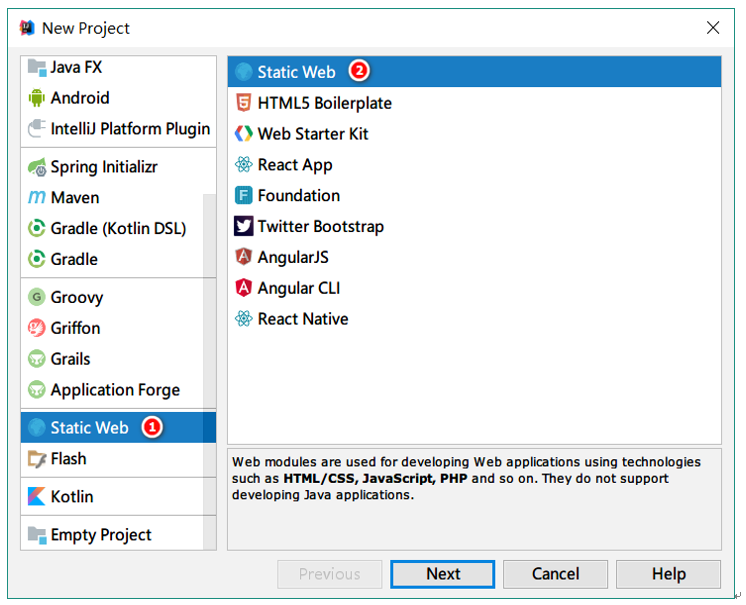 New Project
Java FX
Android
IntelliJ Platform Plugin
Spring Initializr
Maven
Gradle (Kotlin DSL)
Gradle
Groovy
Griffon
Grails
Application Forge
Static Web 1
Flash
Kotlin
Empty Project
Static Web 2
HTML5 Boilerplate
Web Starter Kit
React App
Foundation
Twitter Bootstrap
AngularJS
Angular CLI
React Native
Web modules are used for developing Web applications using technologies
such as HTML/CSS, JavaScript, PHP and so on. They do not support
developing Java applications.
Previous
Next
Cancel
Help